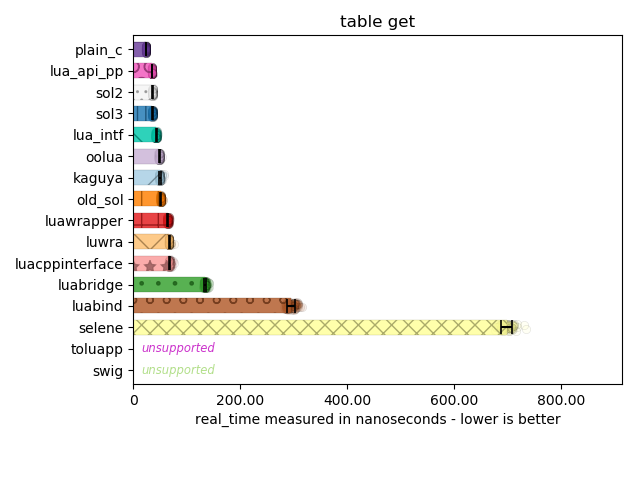 table get
plain_c
lua_api_pp
sol2
sol3
lua_intf
oolua
kaguya
old_sol
luawrapper
luwra
luacppinterface
luabridge
luabind
selene
toluapp unsupported
swig unsupported
0 200.00 400.00 600.00 800.00
real_time measured in nanoseconds - lower is better